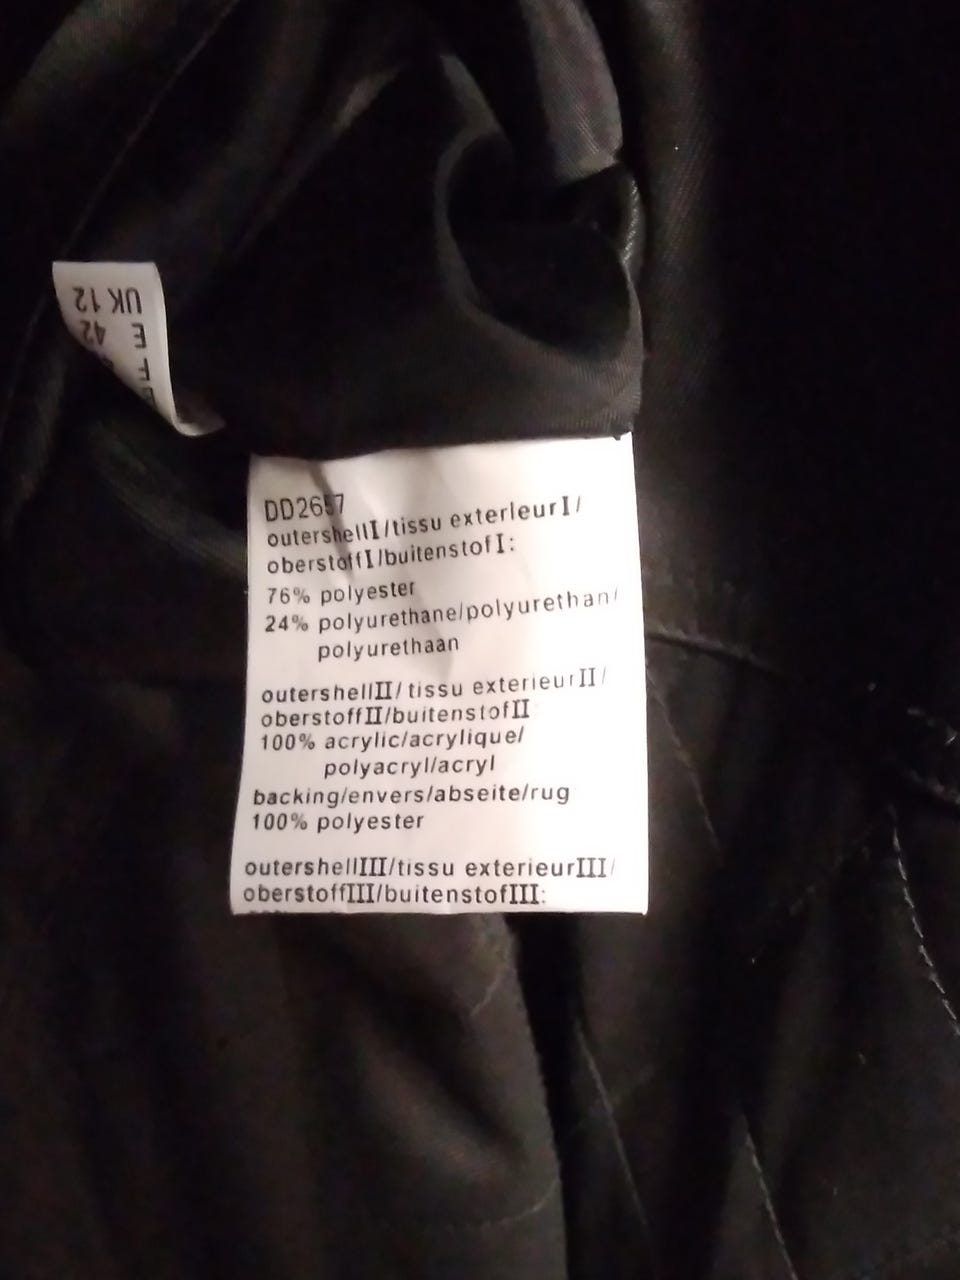 UK 12
E 42
F
DD2657
outershellI/tissu exterieurI/
oberstoffI/buitenstofI:
76% polyester
24% polyurethane/polyurethan/
polyurethaan
outershellII/tissu exterieurII/
oberstoffII/buitenstofII
100% acrylic/acrylique/
polyacryl/acryl
backing/envers/abseite/rug
100% polyester
outershellIII/tissu exterieurIII/
oberstoffIII/buitenstofIII: